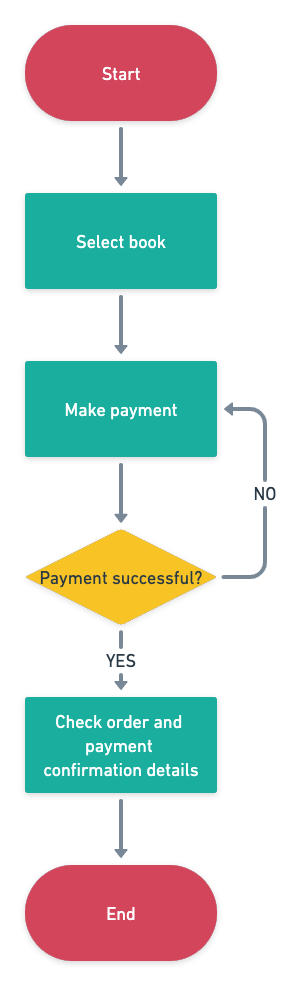 Start
Select book
Make payment
NO
Payment successful?
YES
Check order and
payment
confirmation details
End